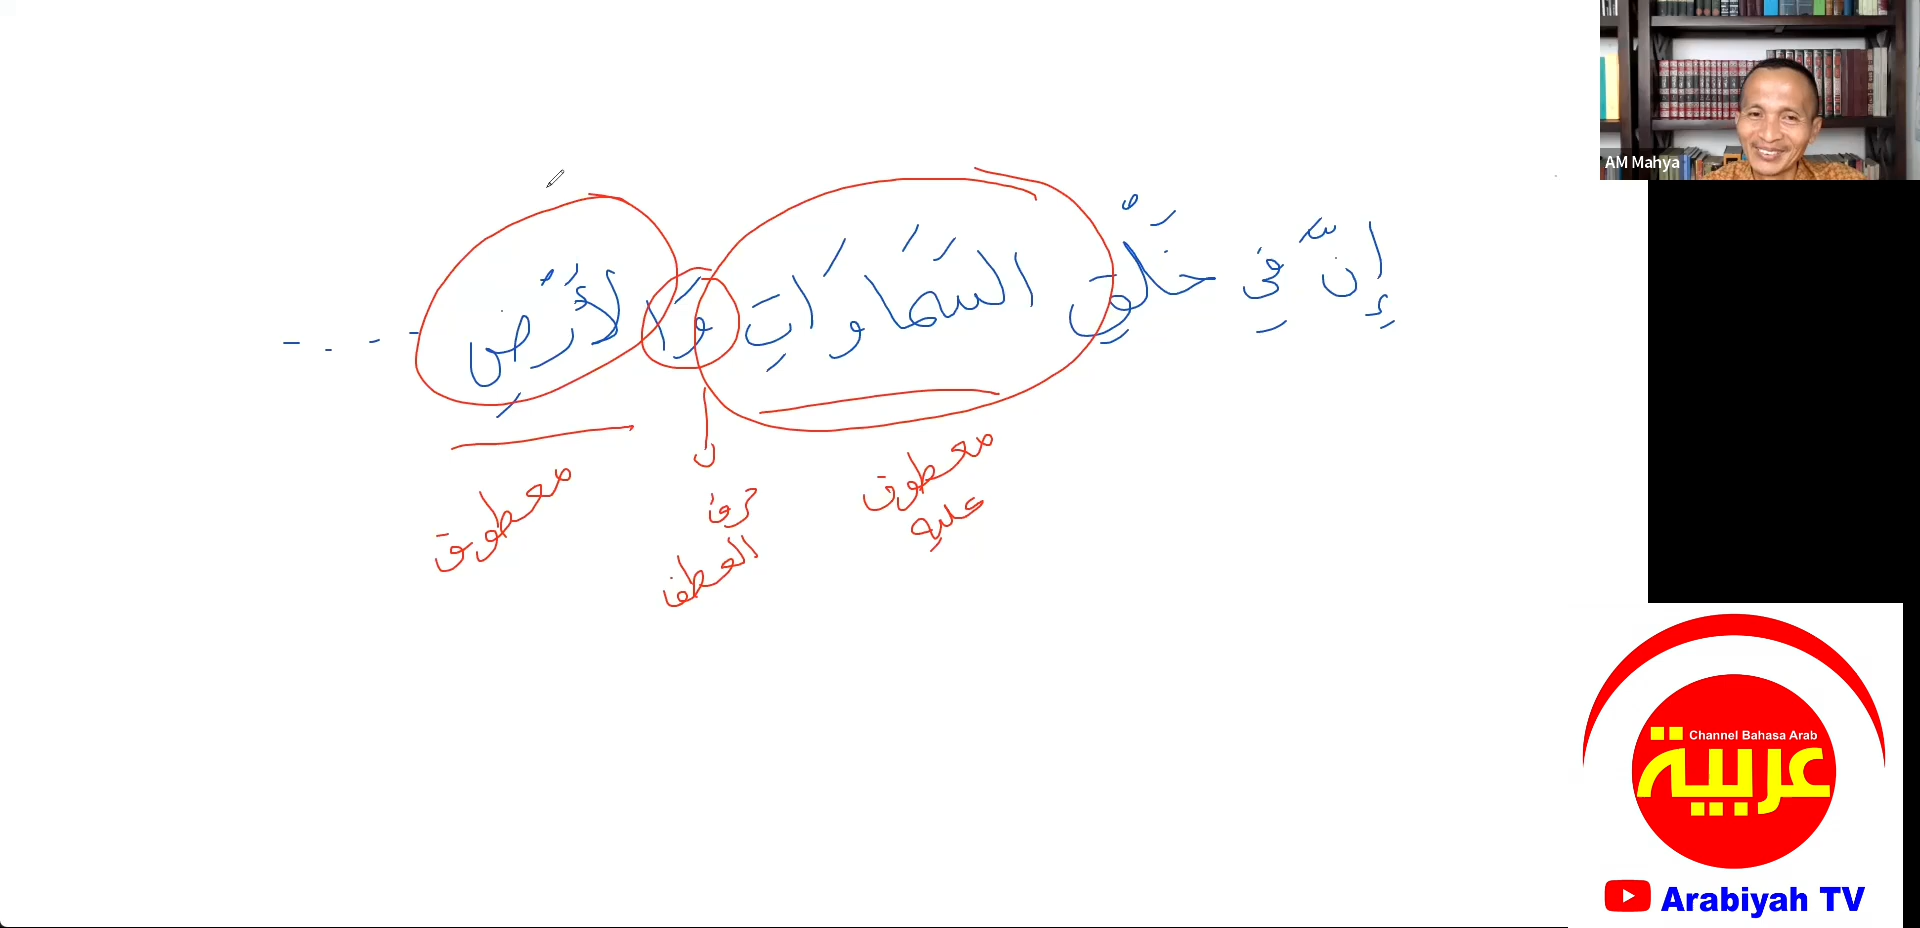 AM Mahya
إِنَّ فِي خَلْقِ السَّمَاوَاتِ وَالْأَرْضِ - - . . -
معطوف عليه
حرف العطف
معطوف
Channel Bahasa Arab
عربية
Arabiyah TV